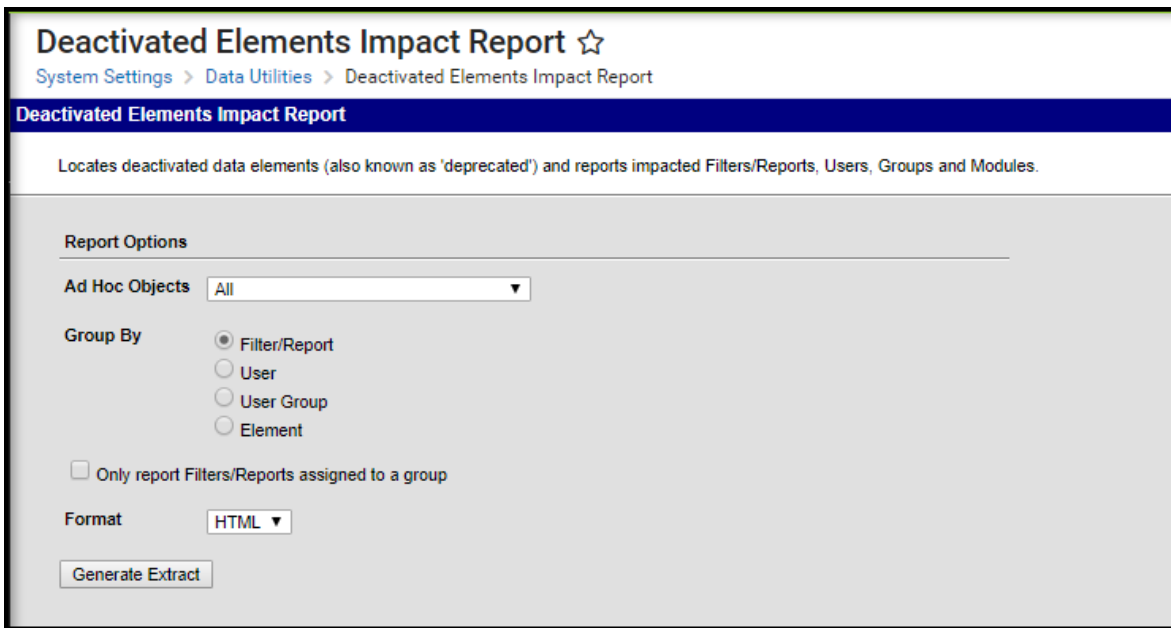 Deactivated Elements Impact Report
System Settings > Data Utilities > Deactivated Elements Impact Report
Deactivated Elements Impact Report
Locates deactivated data elements (also known as 'deprecated') and reports impacted Filters/Reports, Users, Groups and Modules.
Report Options
Ad Hoc Objects All
Group By Filter/Report
User
User Group
Element
Only report Filters/Reports assigned to a group
Format HTML
Generate Extract